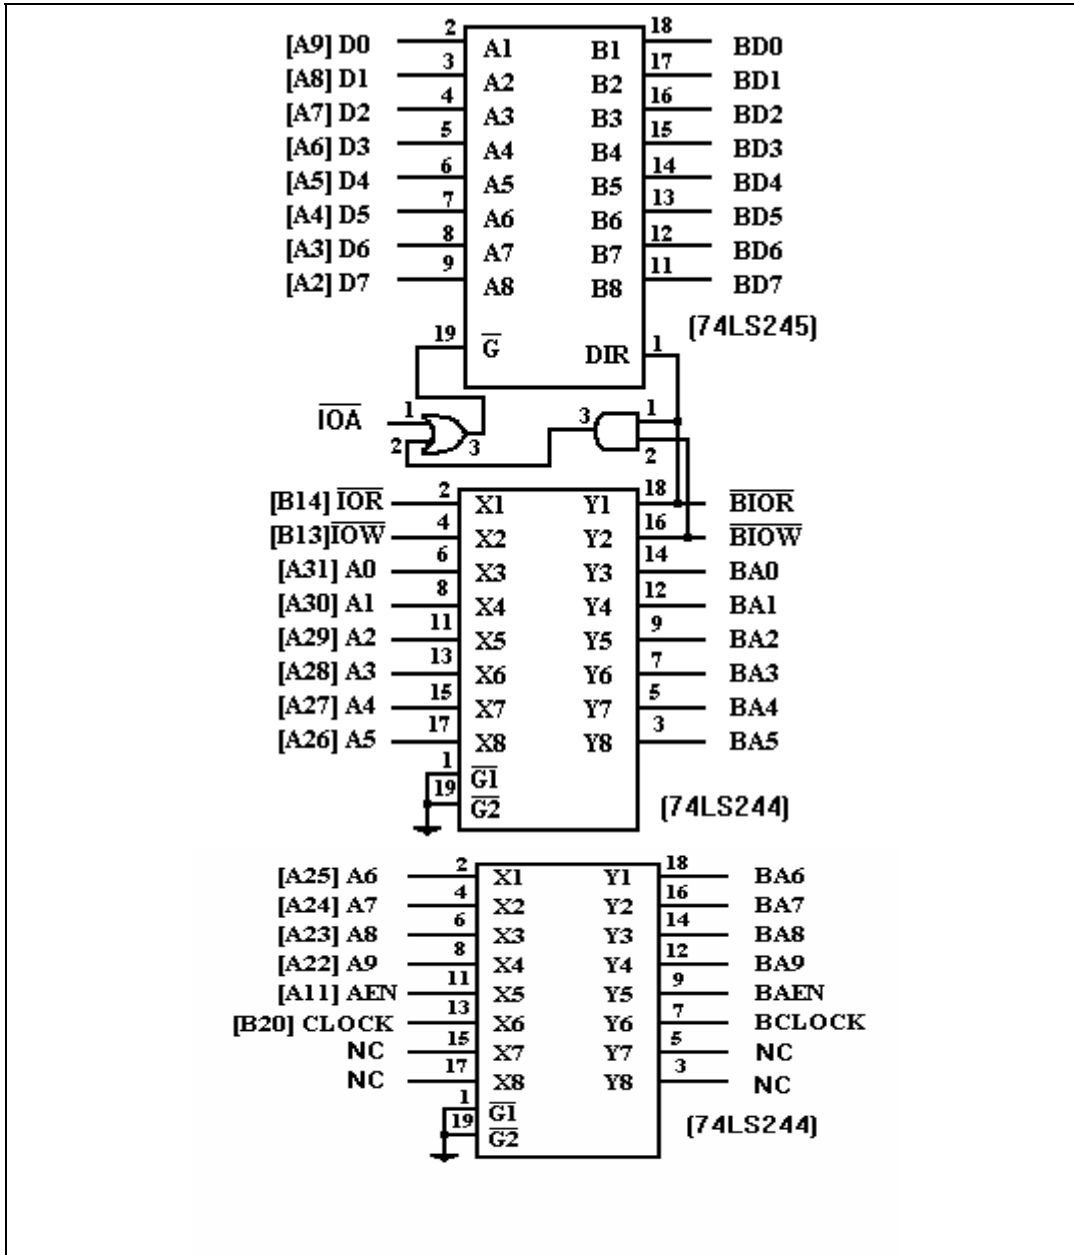 [A9] D0 2 A1 B1 18 BD0
[A8] D1 3 A2 B2 17 BD1
[A7] D2 4 A3 B3 16 BD2
[A6] D3 5 A4 B4 15 BD3
[A5] D4 6 A5 B5 14 BD4
[A4] D5 7 A6 B6 13 BD5
[A3] D6 8 A7 B7 12 BD6
[A2] D7 9 A8 B8 11 BD7
(74LS245)
19 G̅ DIR 1
I̅O̅A̅ 1 2 3 3 1 2
[B14] I̅O̅R̅ 2 X1 Y1 18 B̅I̅O̅R̅
[B13]I̅O̅W̅ 4 X2 Y2 16 B̅I̅O̅W̅
[A31] A0 6 X3 Y3 14 BA0
[A30] A1 8 X4 Y4 12 BA1
[A29] A2 11 X5 Y5 9 BA2
[A28] A3 13 X6 Y6 7 BA3
[A27] A4 15 X7 Y7 5 BA4
[A26] A5 17 X8 Y8 3 BA5
1 G̅1̅
19 G̅2̅ (74LS244)
[A25] A6 2 X1 Y1 18 BA6
[A24] A7 4 X2 Y2 16 BA7
[A23] A8 6 X3 Y3 14 BA8
[A22] A9 8 X4 Y4 12 BA9
[A11] AEN 11 X5 Y5 9 BAEN
[B20] CLOCK 13 X6 Y6 7 BCLOCK
NC 15 X7 Y7 5 NC
NC 17 X8 Y8 3 NC
1 G̅1̅
19 G̅2̅ (74LS244)